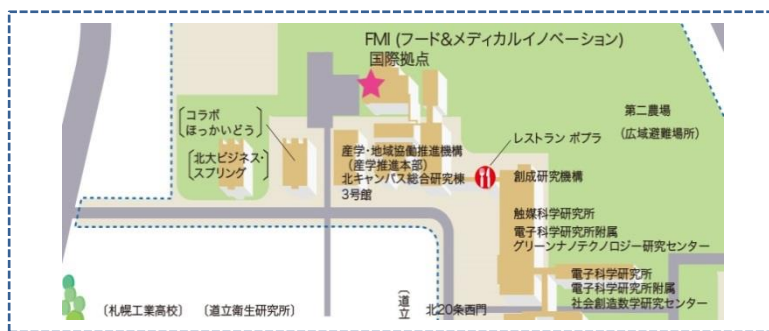 FMI (フード&メディカルイノベーション)
国際拠点
コラボ
ほっかいどう
北大ビジネス・
スプリング
産学・地域協働推進機構
(産学推進本部)
北キャンパス総合研究棟
3号館
レストラン ポプラ
第二農場
(広域避難場所)
創成研究機構
触媒科学研究所
電子科学研究所附属
グリーンナノテクノロジー研究センター
電子科学研究所
電子科学研究所附属
社会創造数学研究センター
〔札幌工業高校〕
〔道立衛生研究所〕
〔道立
北20条西門